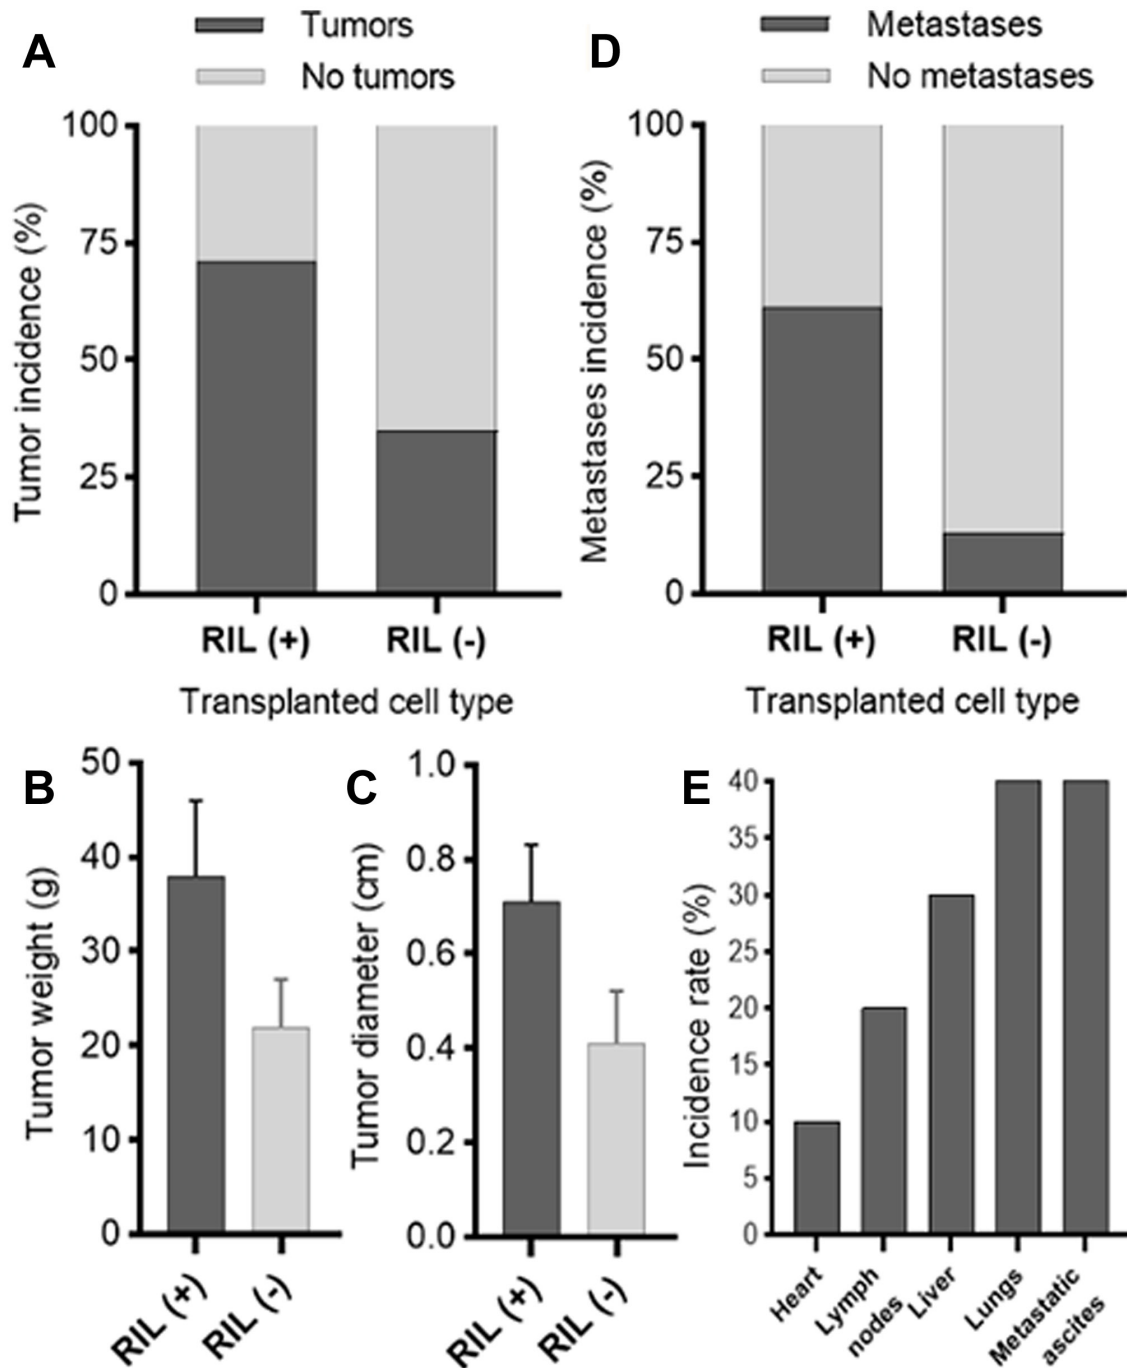 A
Tumors
No tumors
Tumor incidence (%)
100
75
50
25
0
RIL (+)
RIL (-)
Transplanted cell type
D
Metastases
No metastases
Metastases incidence (%)
100
75
50
25
0
RIL (+)
RIL (-)
Transplanted cell type
B
Tumor weight (g)
50
40
30
20
10
0
RIL (+)
RIL (-)
C
Tumor diameter (cm)
1.0
0.8
0.6
0.4
0.2
0.0
RIL (+)
RIL (-)
E
Incidence rate (%)
40
35
30
25
20
15
10
5
0
Heart
Lymph
nodes
Liver
Lungs
Metastatic
ascites